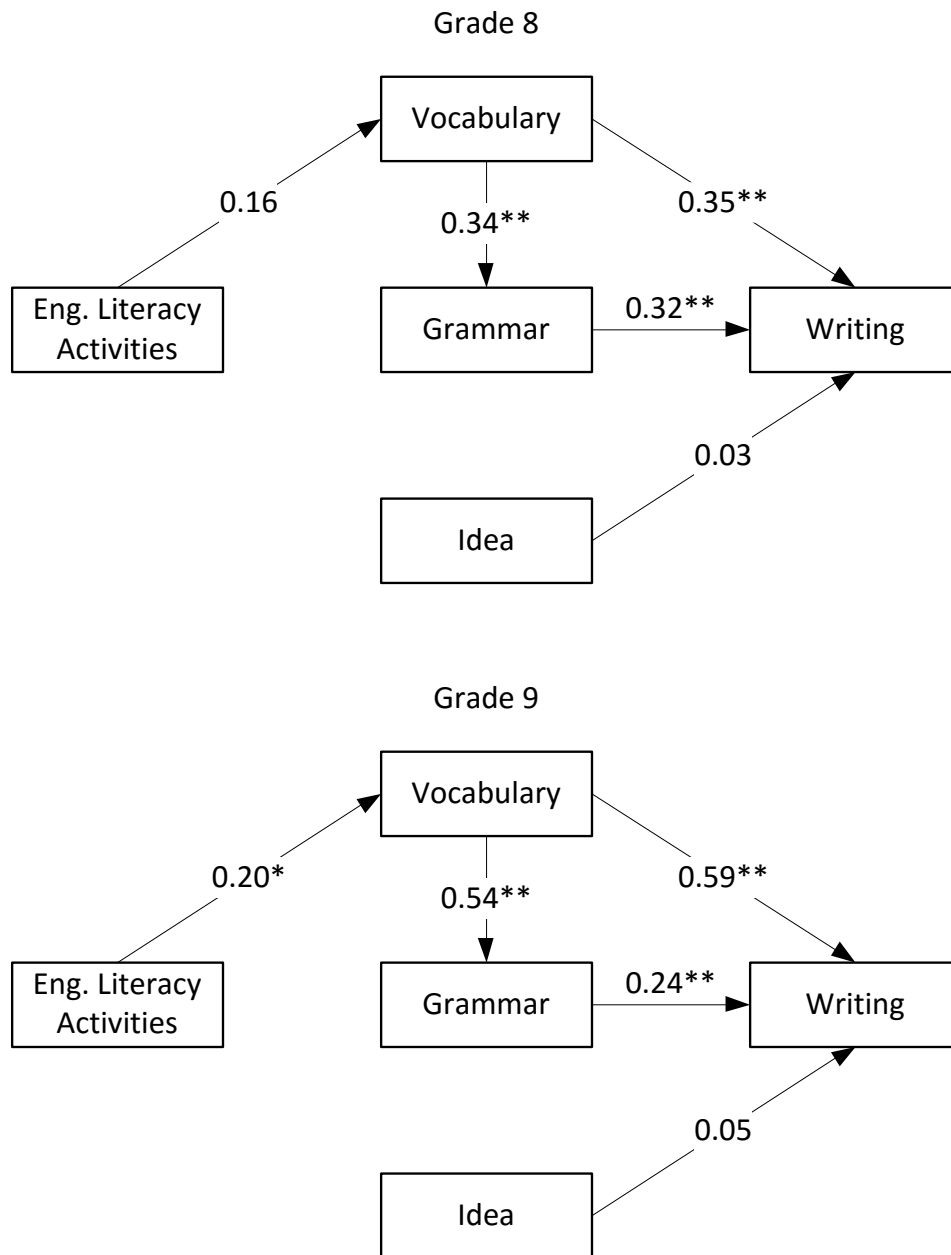 Grade 8
Vocabulary
0.16
0.34**
0.35**
Eng. Literacy
Activities
Grammar
0.32**
Writing
0.03
Idea
Grade 9
Vocabulary
0.20*
0.54**
0.59**
Eng. Literacy
Activities
Grammar
0.24**
Writing
0.05
Idea